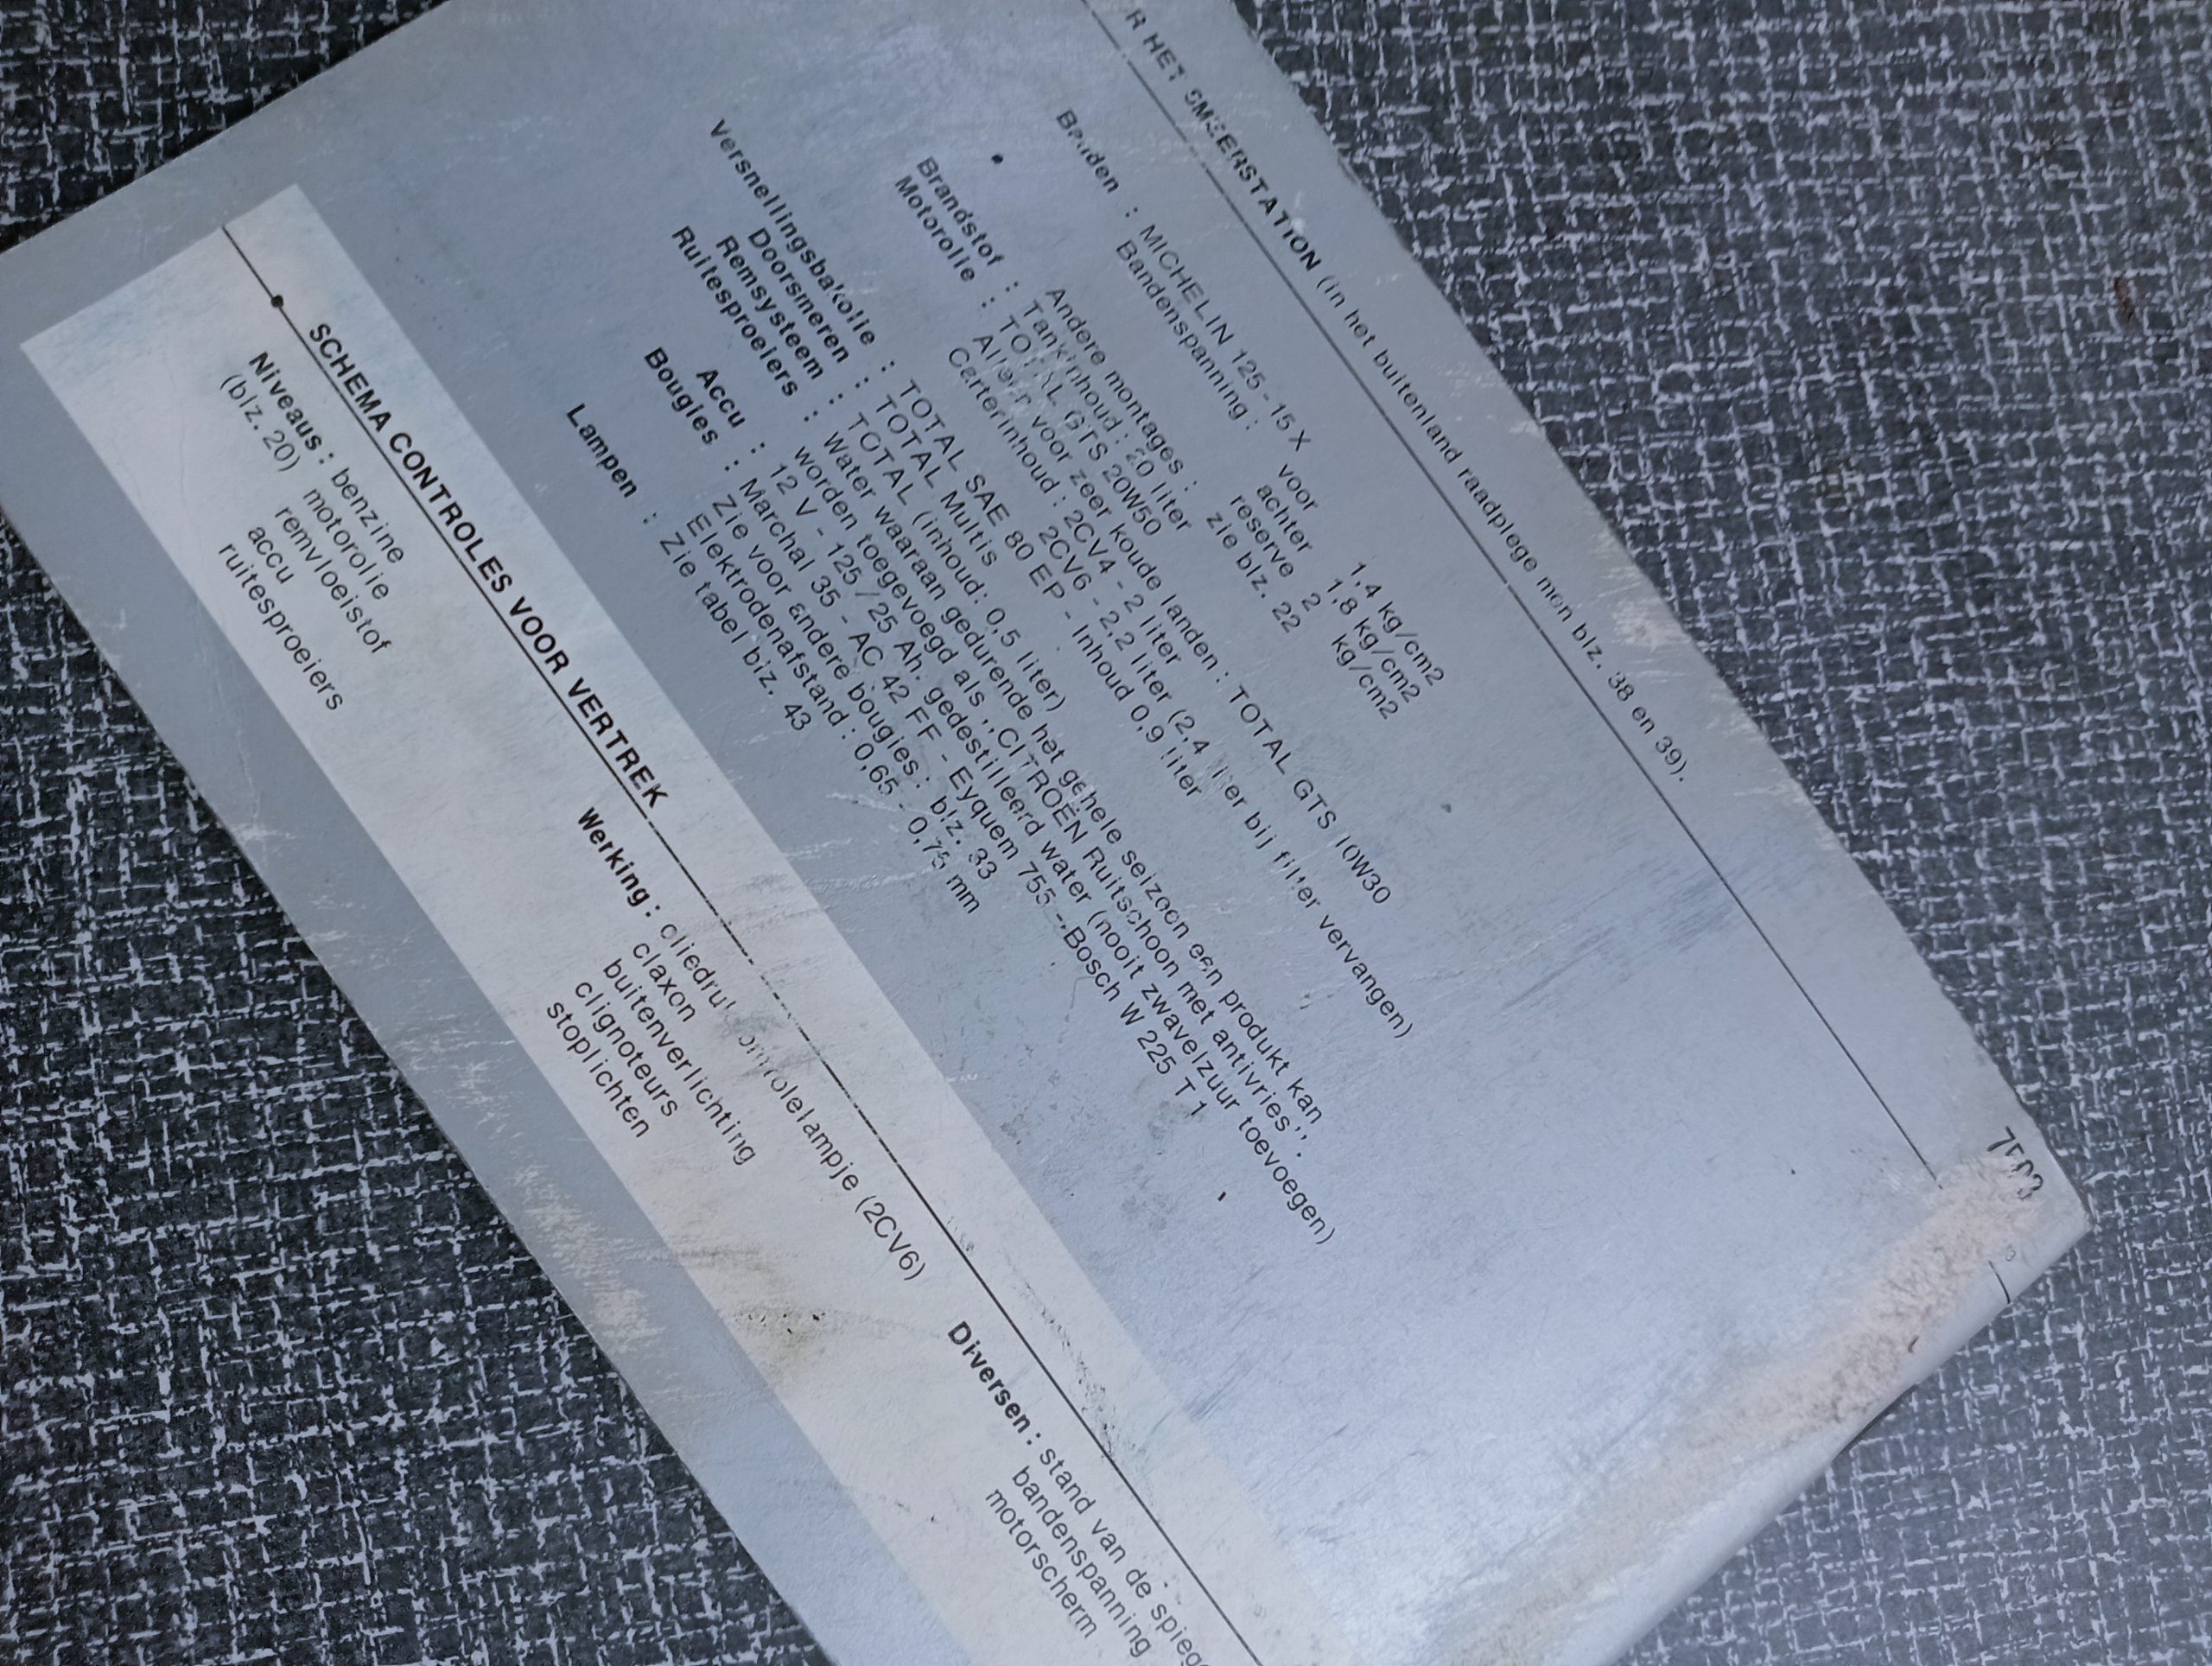 HET SMEERSTATION (in het buitenland raadplege men blz. 38 en 39).
Banden : MICHELIN 125-15 X voor 1,4 kg/cm2
Bandenspanning : achter 1,8 kg/cm2
reserve 2 kg/cm2
Andere montages : zie blz. 22
Brandstof : Tankinhoud : 20 liter
Motorolie : TOTAL GTS 20W50
Alleen voor zeer koude landen : TOTAL GTS 10W30
Carterinhoud : 2CV4 - 2 liter
2CV6 - 2,2 liter (2,4 liter bij filter vervangen)
Versnellingsbakolie : TOTAL SAE 80 EP - Inhoud 0,9 liter
Doorsmeren : TOTAL Multis
Remsysteem : TOTAL (inhoud: 0,5 liter)
Ruitesproeiers : Water waaraan gedurende het gehele seizoen een produkt kan
worden toegevoegd als ,,CITROËN Ruitschoon met antivries''.
Accu : 12 V - 125/25 Ah. gedestilleerd water (nooit zwavelzuur toevoegen)
Bougies : Marchal 35 - AC 42 FF - Eyquem 755 - Bosch W 225 T 1
Zie voor andere bougies : blz. 33
Elektrodenafstand : 0,65 - 0,75 mm
Lampen : Zie tabel blz. 43
SCHEMA CONTROLES VOOR VERTREK
Niveaus : benzine
(blz. 20) motorolie
remvloeistof
accu
ruitesproeiers
Werking : oliedruk controlelampje (2CV6)
claxon
buitenverlichting
clignoteurs
stoplichten
Diversen : stand van de
bandenspanning
motorscherm